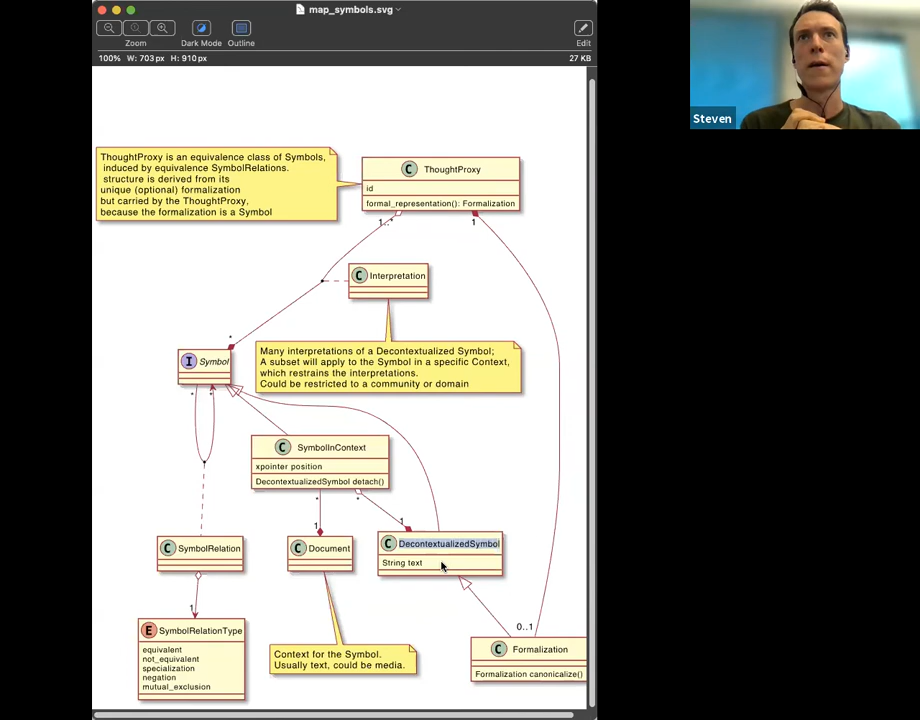 map_symbols.svg
Zoom
Dark Mode
Outline
Edit
100% W: 703 px H: 910 px
27 KB
Steven
ThoughtProxy is an equivalence class of Symbols,
induced by equivalence SymbolRelations.
structure is derived from its
unique (optional) formalization
but carried by the ThoughtProxy,
because the formalization is a Symbol
C ThoughtProxy
id
formal_representation(): Formalization
1..*
1
C Interpretation
*
Many interpretations of a Decontextualized Symbol;
A subset will apply to the Symbol in a specific Context,
which restrains the interpretations.
Could be restricted to a community or domain
I Symbol
* *
C SymbolInContext
xpointer position
DecontextualizedSymbol detach()
* *
1 1
C SymbolRelation
C Document
C DecontextualizedSymbol
String text
1
0..1
E SymbolRelationType
equivalent
not_equivalent
specialization
negation
mutual_exclusion
Context for the Symbol.
Usually text, could be media.
C Formalization
Formalization canonicalize()